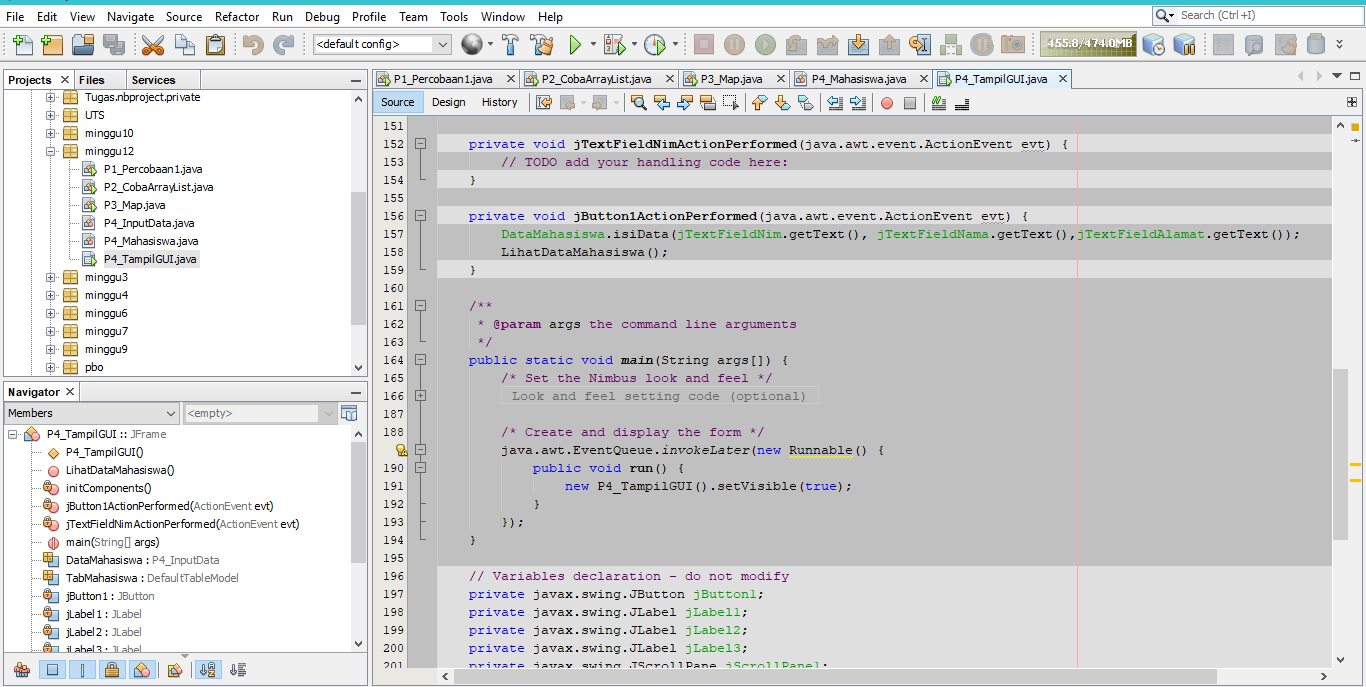 File Edit View Navigate Source Refactor Run Debug Profile Team Tools Window Help
Search (Ctrl+I)
<default config>
455.8/474.0MB
Projects Files Services
Tugas.nbproject.private
UTS
minggu10
minggu12
P1_Percobaan1.java
P2_CobaArrayList.java
P3_Map.java
P4_InputData.java
P4_Mahasiswa.java
P4_TampilGUI.java
minggu3
minggu4
minggu6
minggu7
minggu9
pbo
Navigator
Members
<empty>
P4_TampilGUI :: JFrame
P4_TampilGUI()
LihatDataMahasiswa()
initComponents()
jButton1ActionPerformed(ActionEvent evt)
jTextFieldNimActionPerformed(ActionEvent evt)
main(String[] args)
DataMahasiswa : P4_InputData
TabMahasiswa : DefaultTableModel
jButton1 : JButton
jLabel1 : JLabel
jLabel2 : JLabel
jLabel3 : JLabel
P1_Percobaan1.java P2_CobaArrayList.java P3_Map.java P4_Mahasiswa.java P4_TampilGUI.java
Source Design History
151
152 private void jTextFieldNimActionPerformed(java.awt.event.ActionEvent evt) {
153 // TODO add your handling code here:
154 }
155
156 private void jButton1ActionPerformed(java.awt.event.ActionEvent evt) {
157 DataMahasiswa.isiData(jTextFieldNim.getText(), jTextFieldNama.getText(),jTextFieldAlamat.getText());
158 LihatDataMahasiswa();
159 }
160
161 /**
162 * @param args the command line arguments
163 */
164 public static void main(String args[]) {
165 /* Set the Nimbus look and feel */
166 Look and feel setting code (optional)
187
188 /* Create and display the form */
java.awt.EventQueue.invokeLater(new Runnable() {
190 public void run() {
191 new P4_TampilGUI().setVisible(true);
192 }
193 });
194 }
195
196 // Variables declaration - do not modify
197 private javax.swing.JButton jButton1;
198 private javax.swing.JLabel jLabel1;
199 private javax.swing.JLabel jLabel2;
200 private javax.swing.JLabel jLabel3;
201 private javax.swing.JScrollPane jScrollPane1;